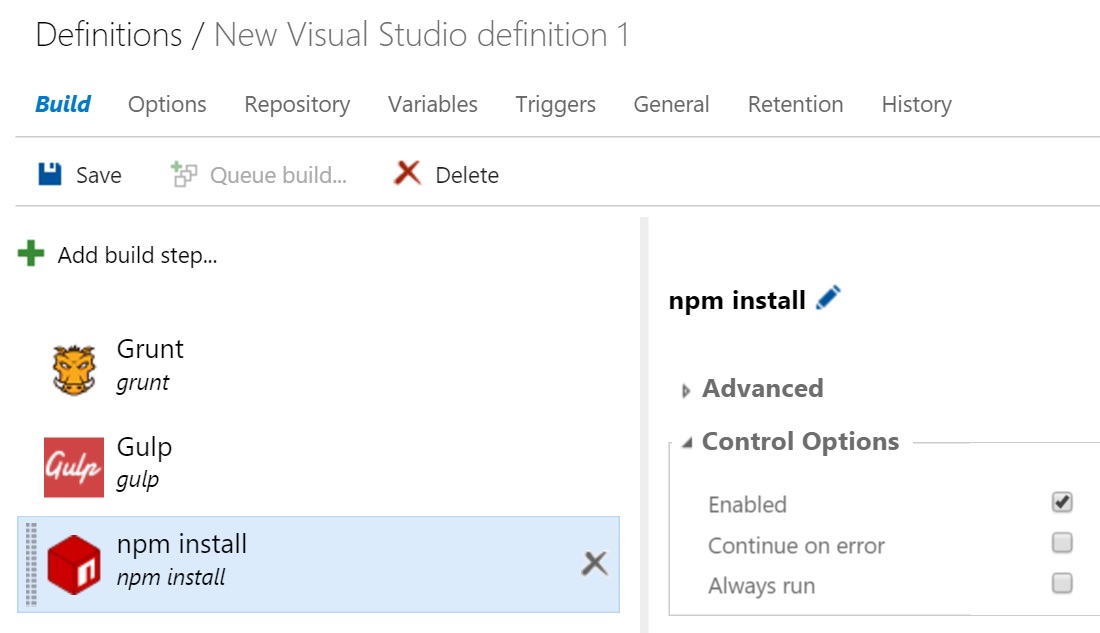 Definitions / New Visual Studio definition 1
Build Options Repository Variables Triggers General Retention History
Save Queue build... Delete
Add build step...
Grunt
grunt
Gulp
Gulp
gulp
npm install
npm install
n
npm install
Advanced
Control Options
Enabled
Continue on error
Always run